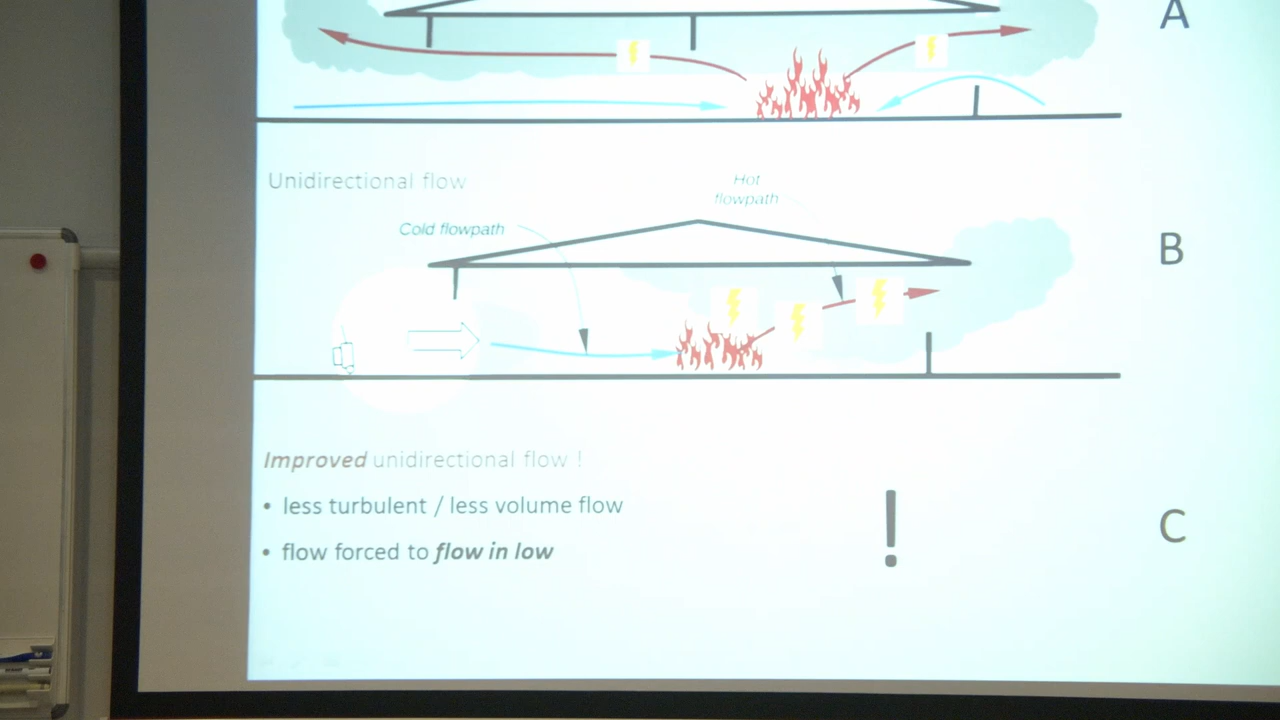 A
Unidirectional flow
Hot
flowpath
Cold flowpath
B
Improved unidirectional flow !
• less turbulent / less volume flow
• flow forced to flow in low
!
C